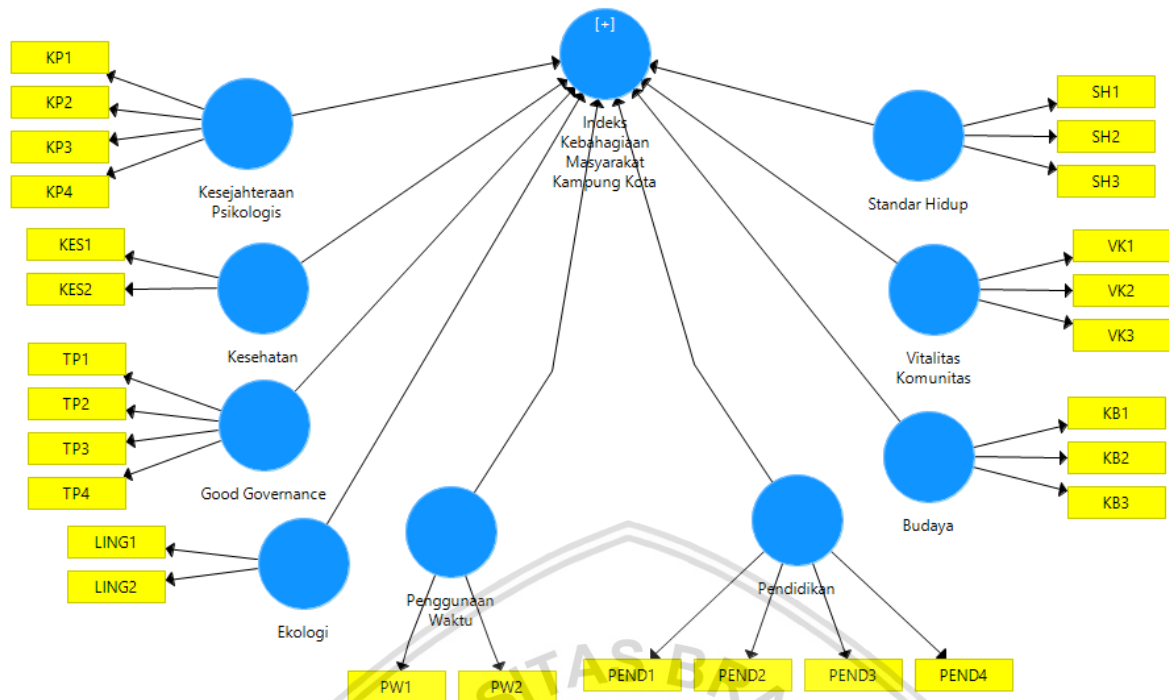 [+]
Indeks
Kebahagiaan
Masyarakat
Kampung Kota
KP1
KP2
KP3
KP4
Kesejahteraan
Psikologis
KES1
KES2
Kesehatan
TP1
TP2
TP3
TP4
Good Governance
LING1
LING2
Ekologi
Penggunaan
Waktu
PW1
PW2
Pendidikan
PEND1
PEND2
PEND3
PEND4
SH1
SH2
SH3
Standar Hidup
VK1
VK2
VK3
Vitalitas
Komunitas
KB1
KB2
KB3
Budaya
SITAS BRA